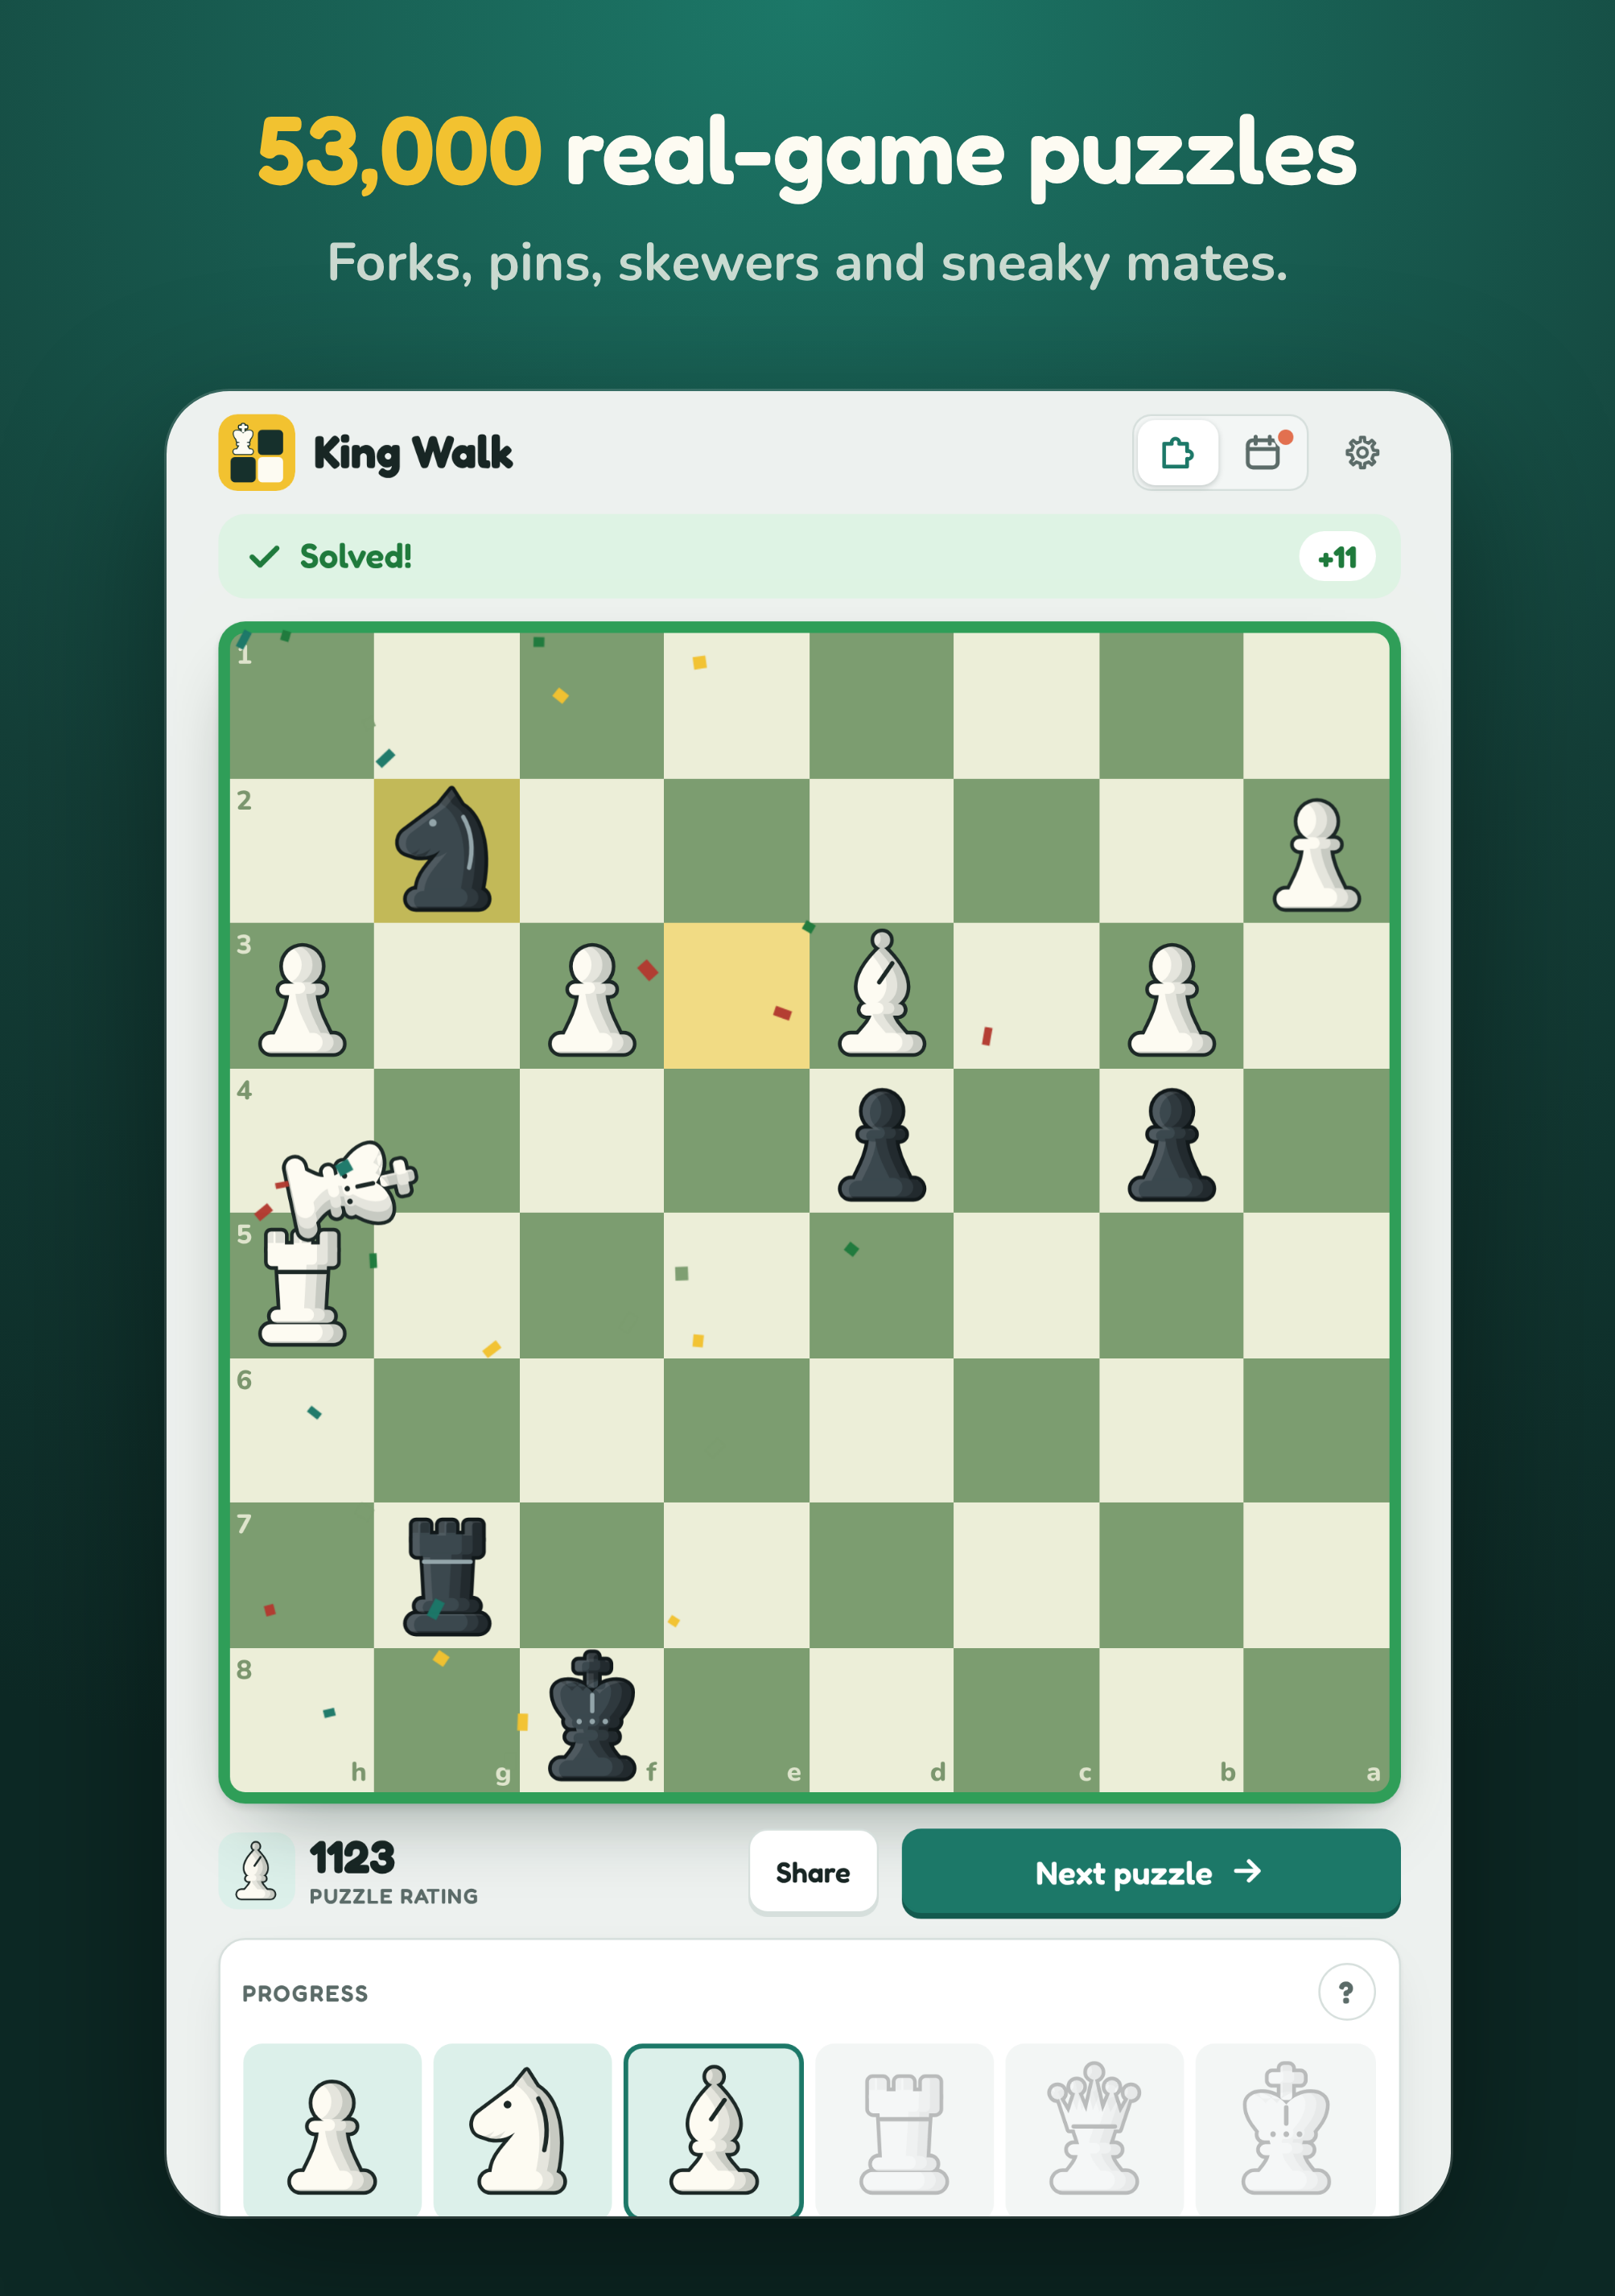 53,000 real-game puzzles
Forks, pins, skewers and sneaky mates.
King Walk
Solved!
+11
1
2
3
4
5
6
7
8
h g f e d c b a
1123
PUZZLE RATING
Share
Next puzzle →
PROGRESS
?